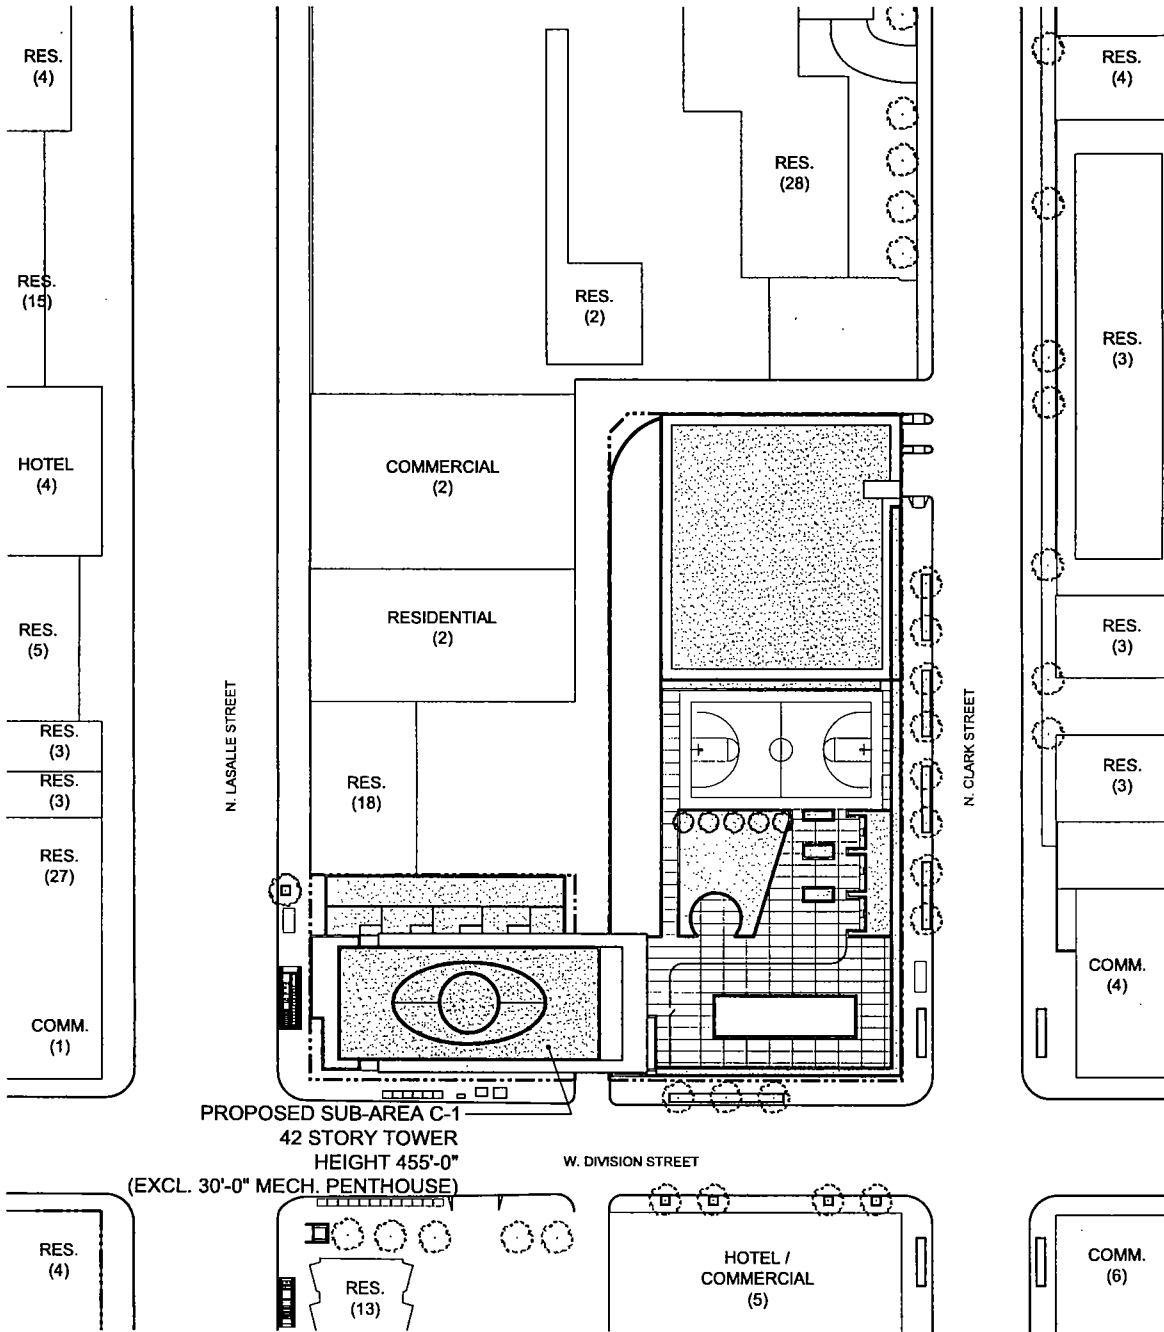 RES.
(4)
RES.
(4)
RES.
(28)
RES.
(15)
RES.
(2)
RES.
(3)
HOTEL
(4)
COMMERCIAL
(2)
RES.
(5)
RESIDENTIAL
(2)
RES.
(3)
N. LASALLE STREET
N. CLARK STREET
RES.
(3)
RES.
(3)
RES.
(18)
RES.
(3)
RES.
(27)
COMM.
(4)
COMM.
(1)
PROPOSED SUB-AREA C-1
42 STORY TOWER
HEIGHT 455'-0"
(EXCL. 30'-0" MECH. PENTHOUSE)
W. DIVISION STREET
RES.
(4)
RES.
(13)
HOTEL /
COMMERCIAL
(5)
COMM.
(6)